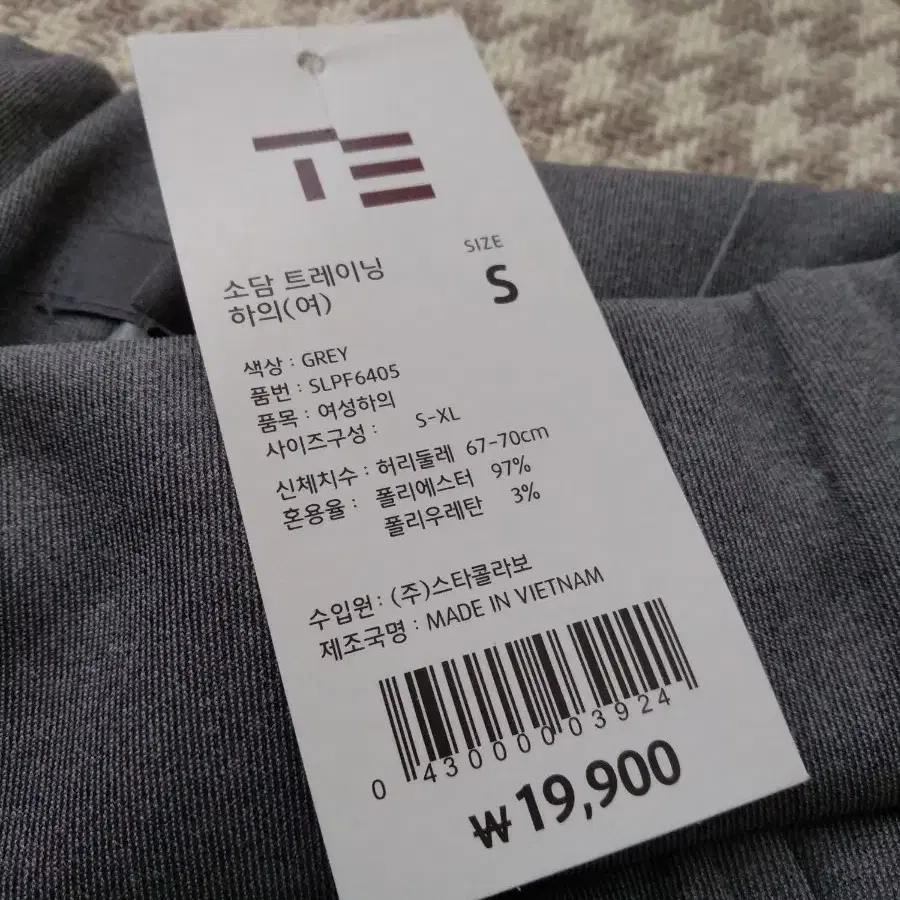 TE
SIZE
S
소담 트레이닝
하의(여)
색상 : GREY
품번 : SLPF6405
품목 : 여성하의
사이즈구성 : S-XL
신체치수 : 허리둘레 67-70cm
혼용율 : 폴리에스터 97%
폴리우레탄 3%
수입원 : (주)스타콜라보
제조국명 : MADE IN VIETNAM
0 430000 003924
₩19,900